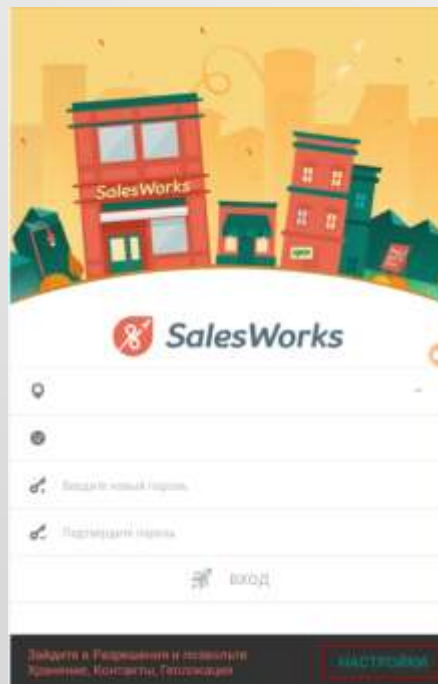 SalesWorks
SalesWorks
Введите новый пароль
Подтвердите пароль
ВХОД
Зайдите в Разрешения и позвольте
Хранение, Контакты, Геолокация
НАСТРОЙКИ